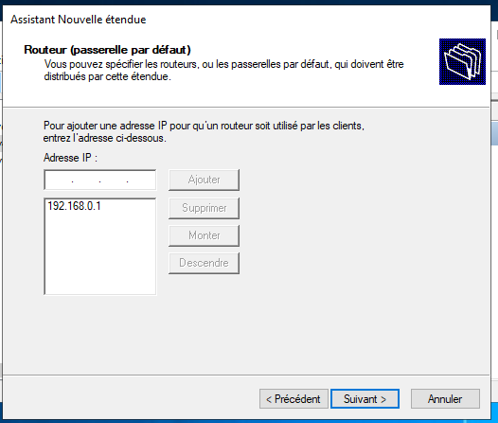 Assistant Nouvelle étendue
Routeur (passerelle par défaut)
Vous pouvez spécifier les routeurs, ou les passerelles par défaut, qui doivent être
distribués par cette étendue.
Pour ajouter une adresse IP pour qu'un routeur soit utilisé par les clients,
entrez l'adresse ci-dessous.
Adresse IP :
. . .
Ajouter
192.168.0.1
Supprimer
Monter
Descendre
< Précédent
Suivant >
Annuler